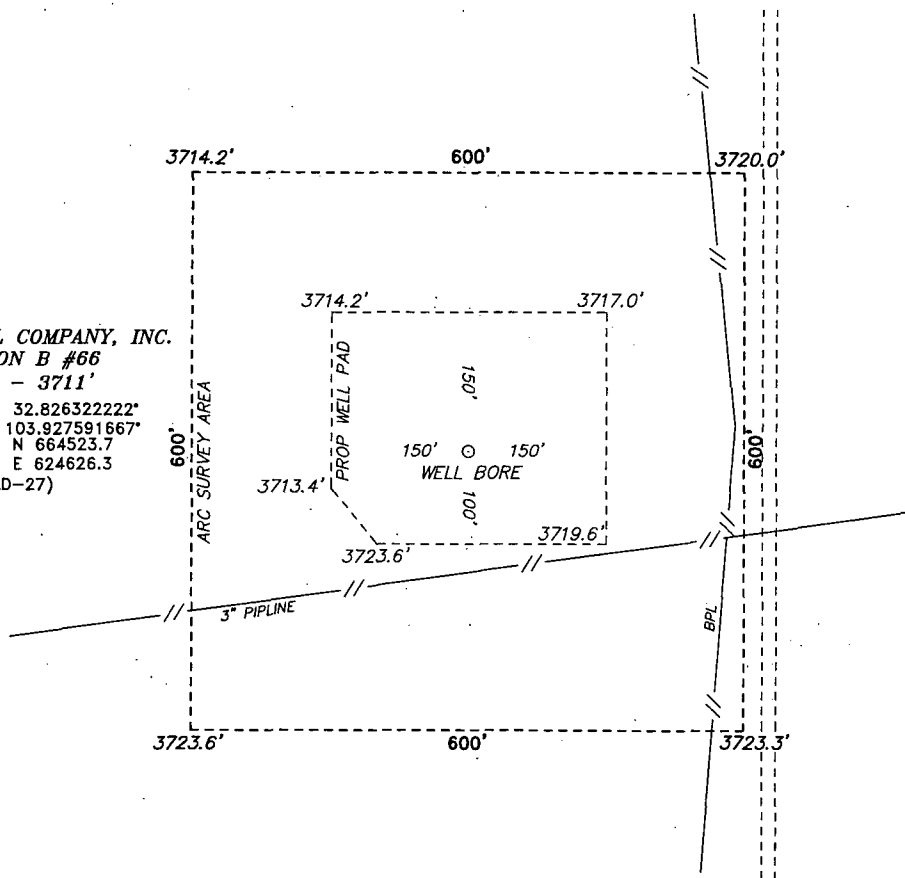 3714.2'
600'
3720.0'
3714.2'
3717.0'
COMPANY, INC.
B #66
- 3711'
32.826322222°
103.927591667°
N 664523.7
E 624626.3
600'
ARC SURVEY AREA
PROP WELL PAD
150'
150'
150'
WELL BORE
100'
600'
3713.4'
3723.6'
3719.6'
3" PIPLINE
BPL
3723.6'
600'
3723.3'